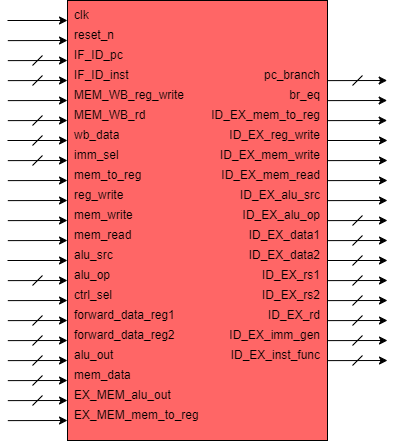 clk
reset_n
IF_ID_pc
IF_ID_inst
pc_branch
MEM_WB_reg_write
br_eq
MEM_WB_rd
ID_EX_mem_to_reg
wb_data
ID_EX_reg_write
imm_sel
ID_EX_mem_write
mem_to_reg
ID_EX_mem_read
reg_write
ID_EX_alu_src
mem_write
ID_EX_alu_op
mem_read
ID_EX_data1
alu_src
ID_EX_data2
alu_op
ID_EX_rs1
ctrl_sel
ID_EX_rs2
forward_data_reg1
ID_EX_rd
forward_data_reg2
ID_EX_imm_gen
alu_out
ID_EX_inst_func
mem_data
EX_MEM_alu_out
EX_MEM_mem_to_reg